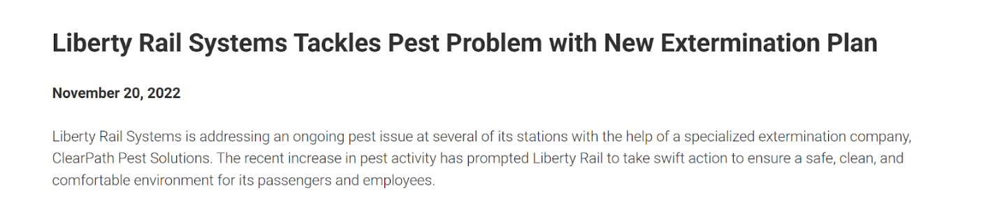 Liberty Rail Systems Tackles Pest Problem with New Extermination Plan
November 20, 2022
Liberty Rail Systems is addressing an ongoing pest issue at several of its stations with the help of a specialized extermination company,
ClearPath Pest Solutions. The recent increase in pest activity has prompted Liberty Rail to take swift action to ensure a safe, clean, and
comfortable environment for its passengers and employees.